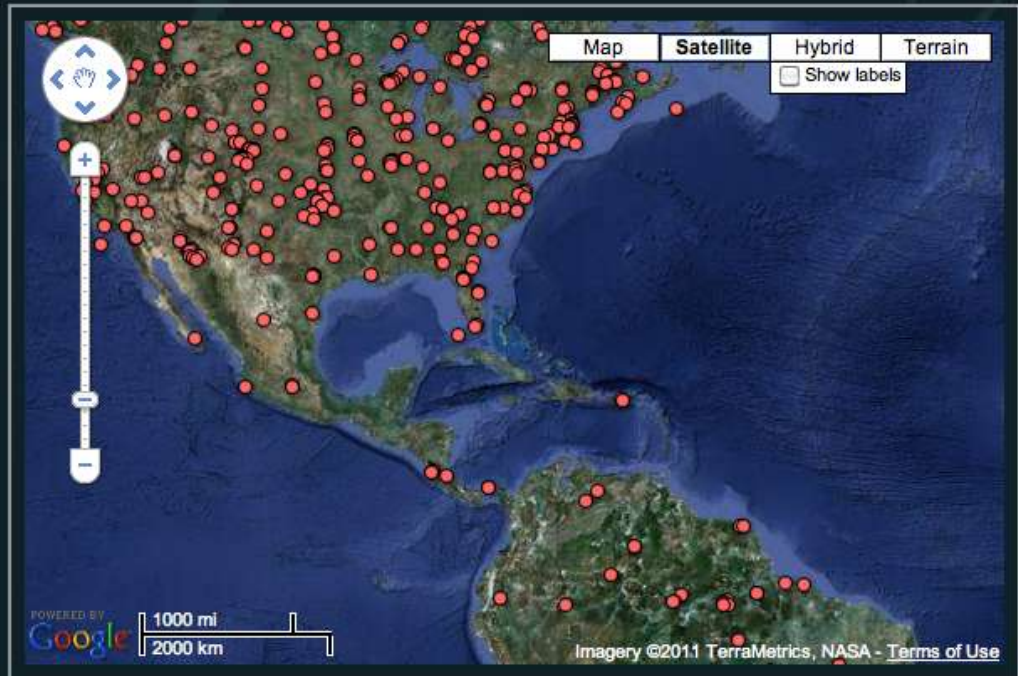 Map Satellite Hybrid Terrain
Show labels
POWERED BY
Google
1000 mi
2000 km
Imagery ©2011 TerraMetrics, NASA - Terms of Use